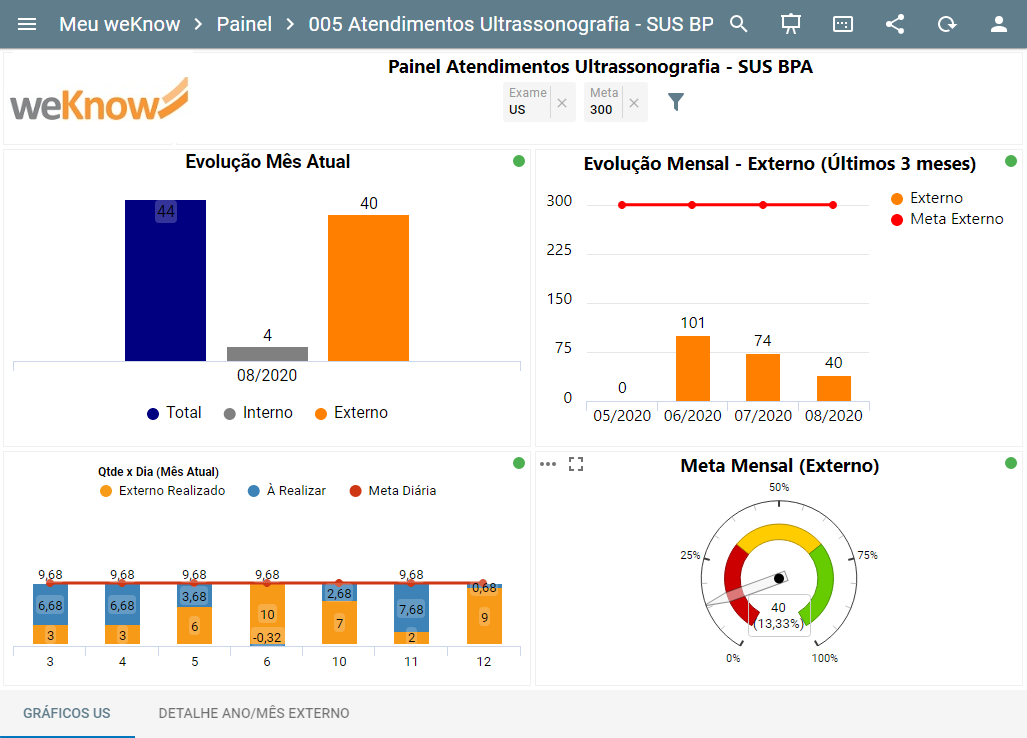 Meu weKnow > Painel > 005 Atendimentos Ultrassonografia - SUS BP
weKnow
Painel Atendimentos Ultrassonografia - SUS BPA
Exame
US
Meta
300
Evolução Mês Atual
44
4
40
08/2020
Total
Interno
Externo
Evolução Mensal - Externo (Últimos 3 meses)
Externo
Meta Externo
300
225
150
75
0
0
101
74
40
05/2020 06/2020 07/2020 08/2020
Qtde x Dia (Mês Atual)
Externo Realizado
À Realizar
Meta Diária
9,68 9,68 9,68 9,68 9,68
6,68 6,68 3,68 2,68 7,68 0,68
3 3 6 10 7 2 9
-0,32
3 4 5 6 10 11 12
Meta Mensal (Externo)
50%
25%
75%
40
(13,33%)
0%
100%
GRÁFICOS US
DETALHE ANO/MÊS EXTERNO